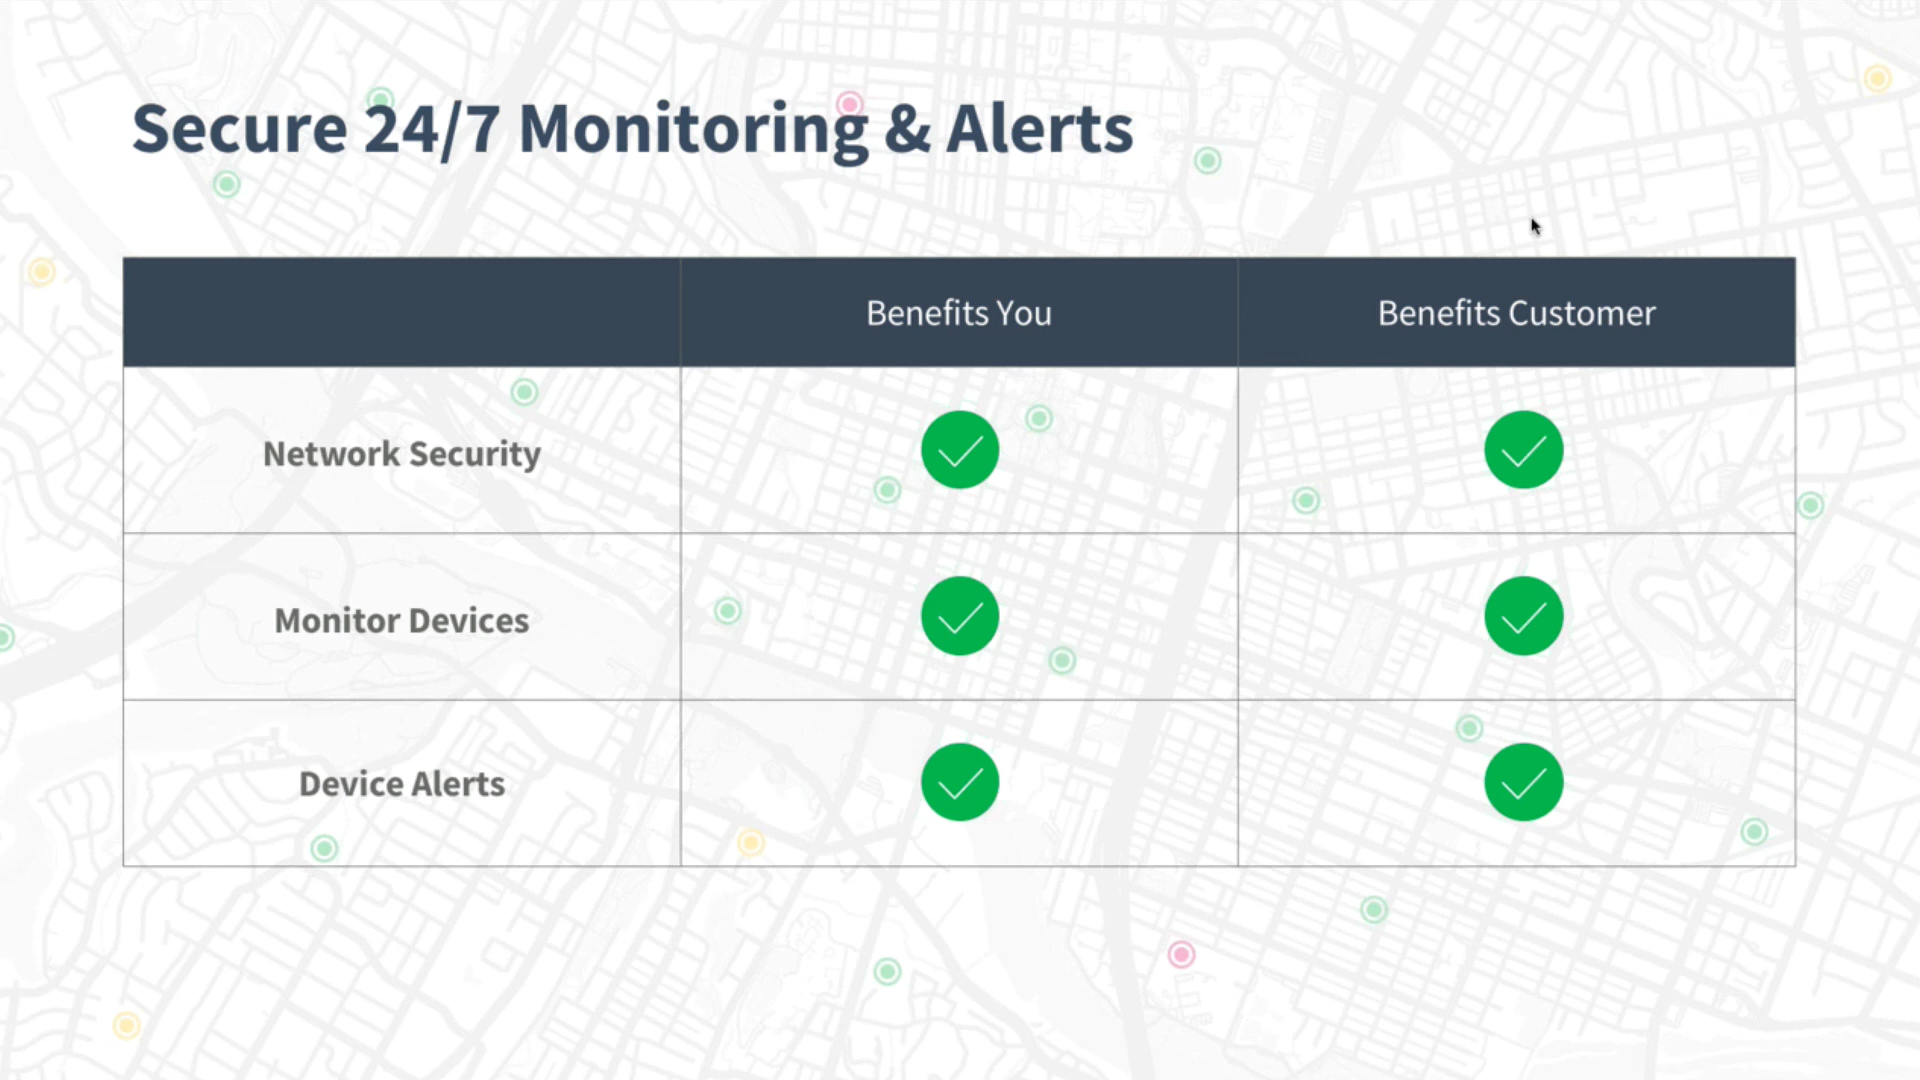 Secure 24/7 Monitoring & Alerts
Benefits You
Benefits Customer
Network Security
Monitor Devices
Device Alerts